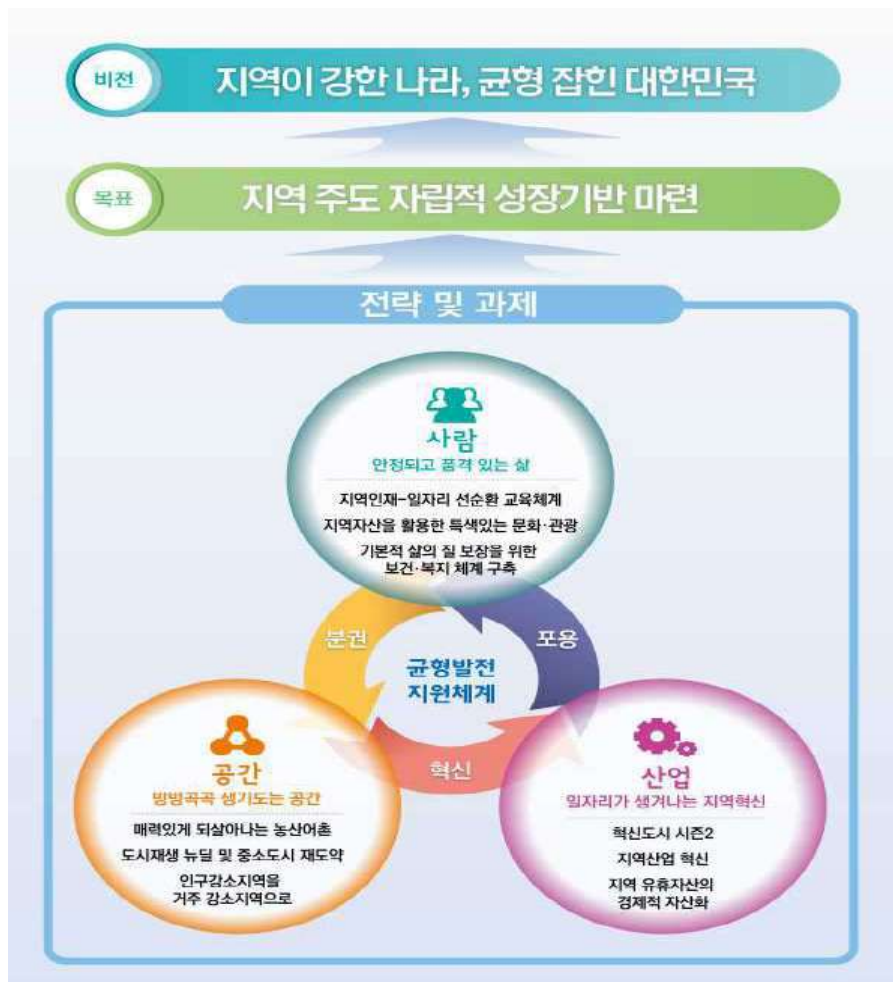 비전
지역이 강한 나라, 균형 잡힌 대한민국
목표
지역 주도 자립적 성장기반 마련
전략 및 과제
사람
안정되고 품격 있는 삶
지역인재-일자리 선순환 교육체계
지역자산을 활용한 특색있는 문화·관광
기본적 삶의 질 보장을 위한
보건·복지 체계 구축
분권
포용
균형발전
지원체계
혁신
공간
방방곡곡 생기도는 공간
매력있게 되살아나는 농산어촌
도시재생 뉴딜 및 중소도시 재도약
인구감소지역을
거주 감소지역으로
산업
일자리가 생겨나는 지역혁신
혁신도시 시즌2
지역산업 혁신
지역 유휴자산의
경제적 자산화